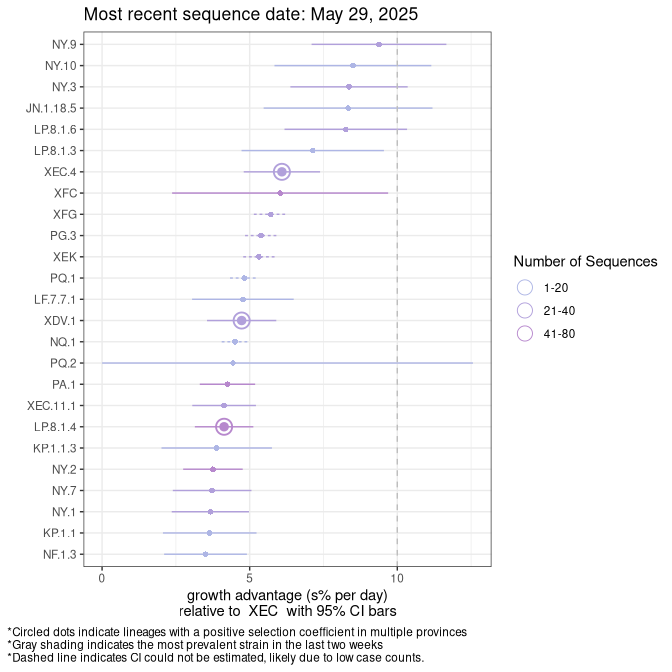 Most recent sequence date: May 29, 2025
NY.9
NY.10
NY.3
JN.1.18.5
LP.8.1.6
LP.8.1.3
XEC.4
XFC
XFG
PG.3
XEK
PQ.1
LF.7.7.1
XDV.1
NQ.1
PQ.2
PA.1
XEC.11.1
LP.8.1.4
KP.1.1.3
NY.2
NY.7
NY.1
KP.1.1
NF.1.3
0 5 10
growth advantage (s% per day)
relative to XEC with 95% CI bars
Number of Sequences
1-20
21-40
41-80
*Circled dots indicate lineages with a positive selection coefficient in multiple provinces
*Gray shading indicates the most prevalent strain in the last two weeks
*Dashed line indicates CI could not be estimated, likely due to low case counts.